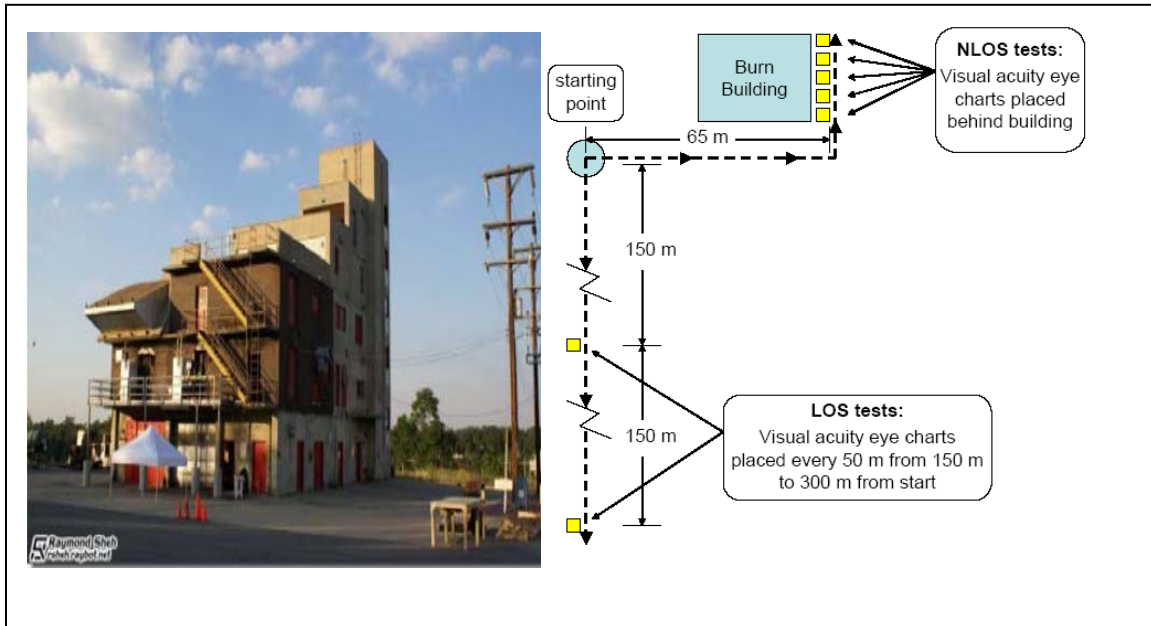 starting
point
Burn
Building
NLOS tests:
Visual acuity eye
charts placed
behind building
65 m
150 m
150 m
LOS tests:
Visual acuity eye charts
placed every 50 m from 150 m
to 300 m from start
Raymond Sheh
rsheh.raybot.net